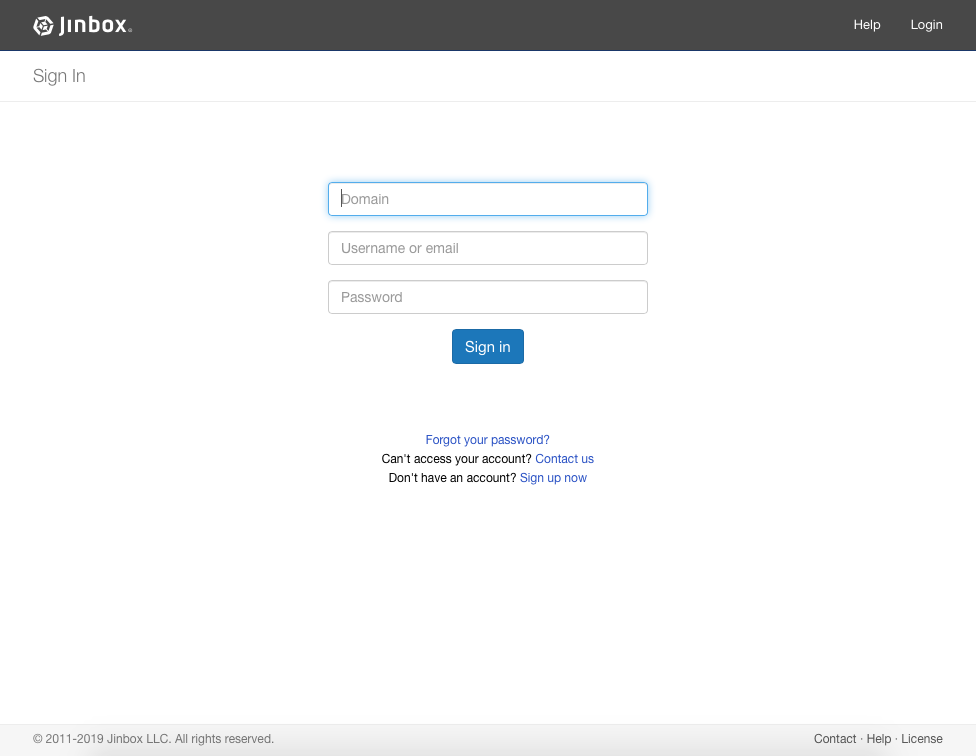 Jinbox
Help
Login
Sign In
Domain
Username or email
Password
Sign in
Forgot your password?
Can't access your account? Contact us
Don't have an account? Sign up now
© 2011-2019 Jinbox LLC. All rights reserved.
Contact · Help · License